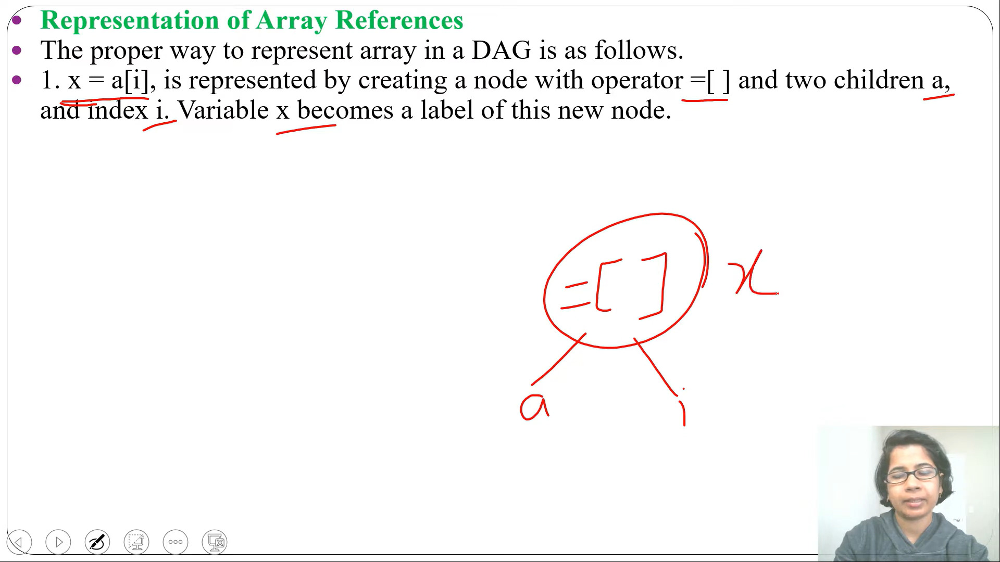 Representation of Array References
The proper way to represent array in a DAG is as follows.
1. x = a[i], is represented by creating a node with operator =[ ] and two children a,
and index i. Variable x becomes a label of this new node.
=[ ] x
a i